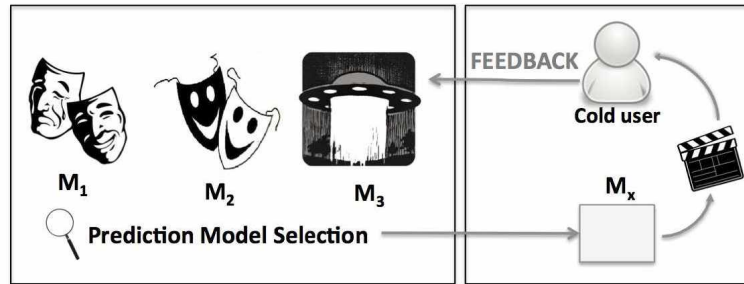 FEEDBACK
Cold user
M₁
M₂
M₃
Mₓ
Prediction Model Selection